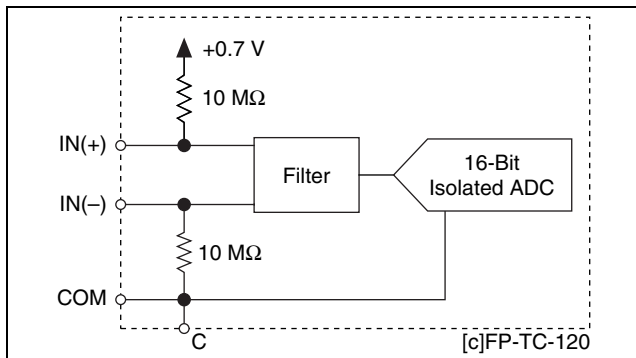 +0.7 V
10 MΩ
IN(+)
Filter
16-Bit
Isolated ADC
IN(–)
10 MΩ
COM
C
[c]FP-TC-120